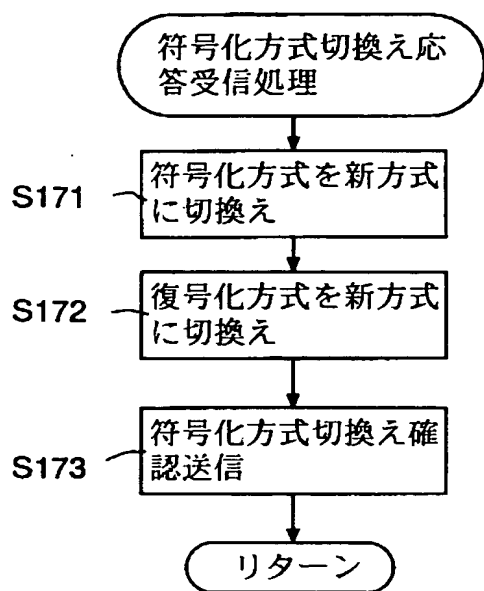 符号化方式切換え応
答受信処理
S171
符号化方式を新方式
に切換え
S172
復号化方式を新方式
に切換え
S173
符号化方式切換え確
認送信
リターン